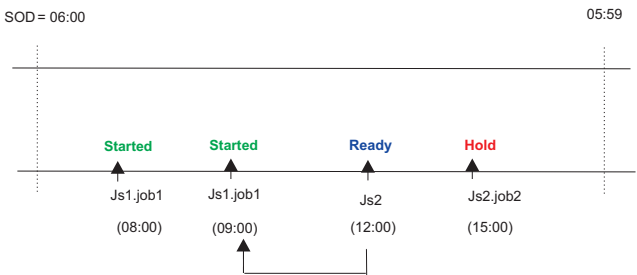 SOD = 06:00 05:59
Started Started Ready Hold
Js1.job1 Js1.job1 Js2 Js2.job2
(08:00) (09:00) (12:00) (15:00)